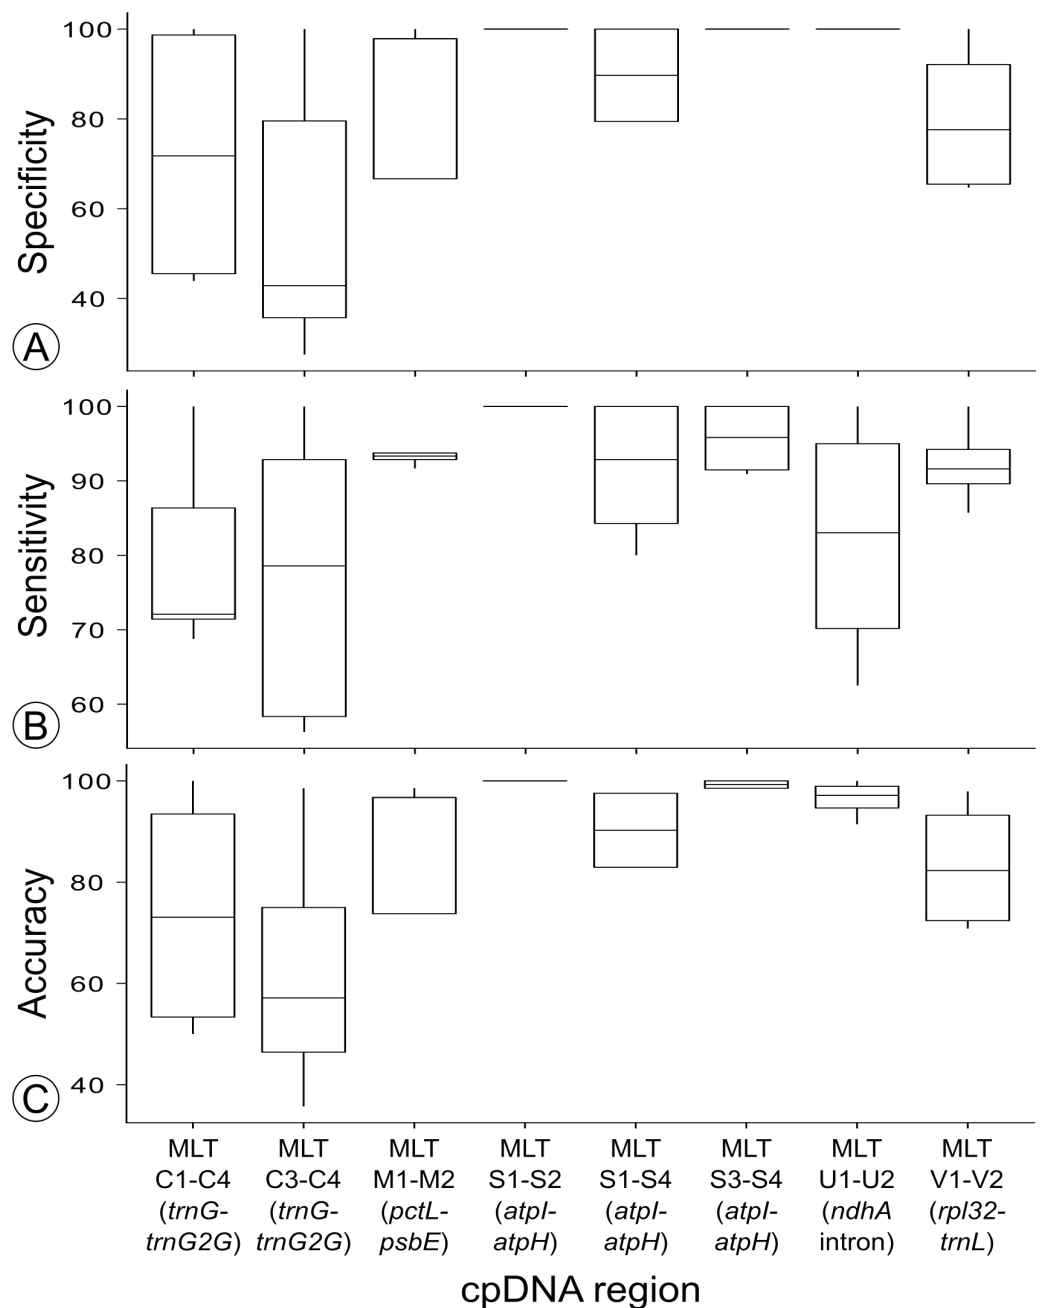 100
80
60
40
Specificity
A
100
90
80
70
60
Sensitivity
B
100
80
60
40
Accuracy
C
MLT MLT MLT MLT MLT MLT MLT MLT
C1-C4 C3-C4 M1-M2 S1-S2 S1-S4 S3-S4 U1-U2 V1-V2
(trnG- (trnG- (pctL- (atpI- (atpI- (atpI- (ndhA (rpl32-
trnG2G) trnG2G) psbE) atpH) atpH) atpH) intron) trnL)
cpDNA region